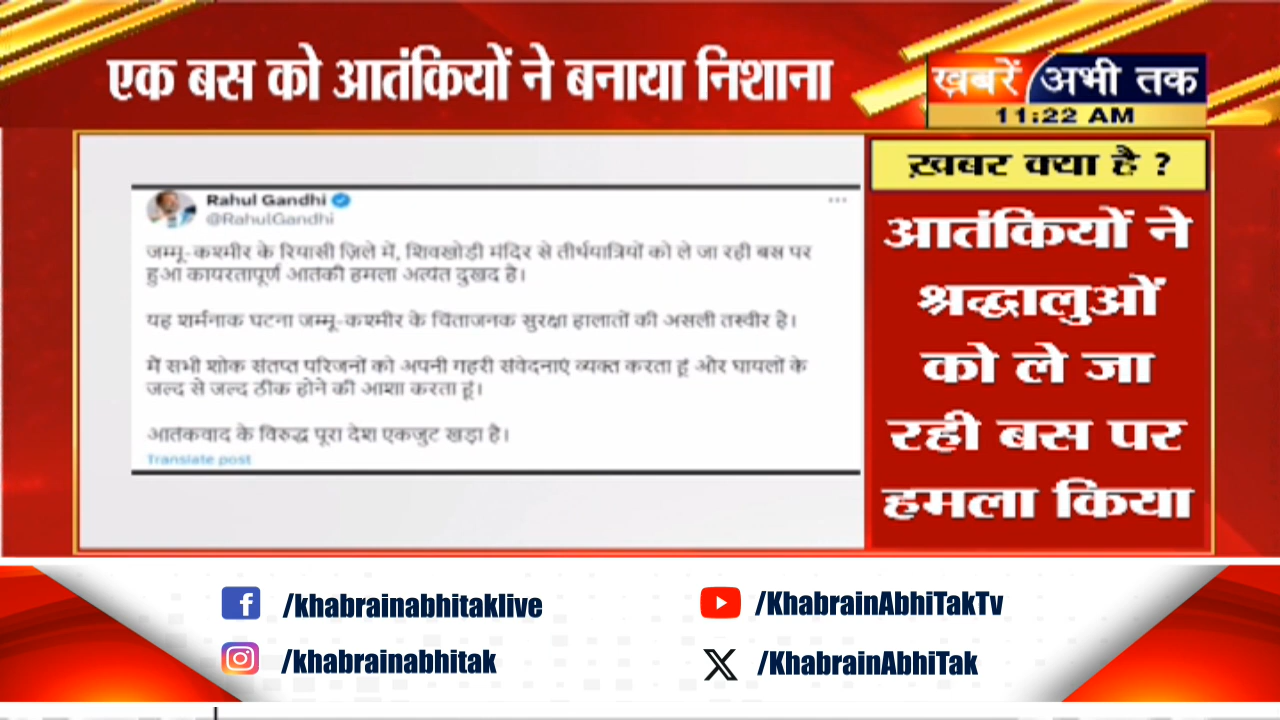 एक बस को आतंकियों ने बनाया निशाना
ख़बरें अभी तक
11:22 AM
Rahul Gandhi
@RahulGandhi
जम्मू-कश्मीर के रियासी ज़िले में, शिवखोड़ी मंदिर से तीर्थयात्रियों को ले जा रही बस पर
हुआ कायरतापूर्ण आतंकी हमला अत्यंत दुखद है।
यह शर्मनाक घटना जम्मू-कश्मीर के चिंताजनक सुरक्षा हालातों की असली तस्वीर है।
मैं सभी शोक संतप्त परिजनों को अपनी गहरी संवेदनाएं व्यक्त करता हूं और घायलों के
जल्द से जल्द ठीक होने की आशा करता हूं।
आतंकवाद के विरुद्ध पूरा देश एकजुट खड़ा है।
Translate post
ख़बर क्या है ?
आतंकियों ने
श्रद्धालुओं
को ले जा
रही बस पर
हमला किया
/khabrainabhitaklive
/KhabrainAbhiTakTv
/khabrainabhitak
/KhabrainAbhiTak